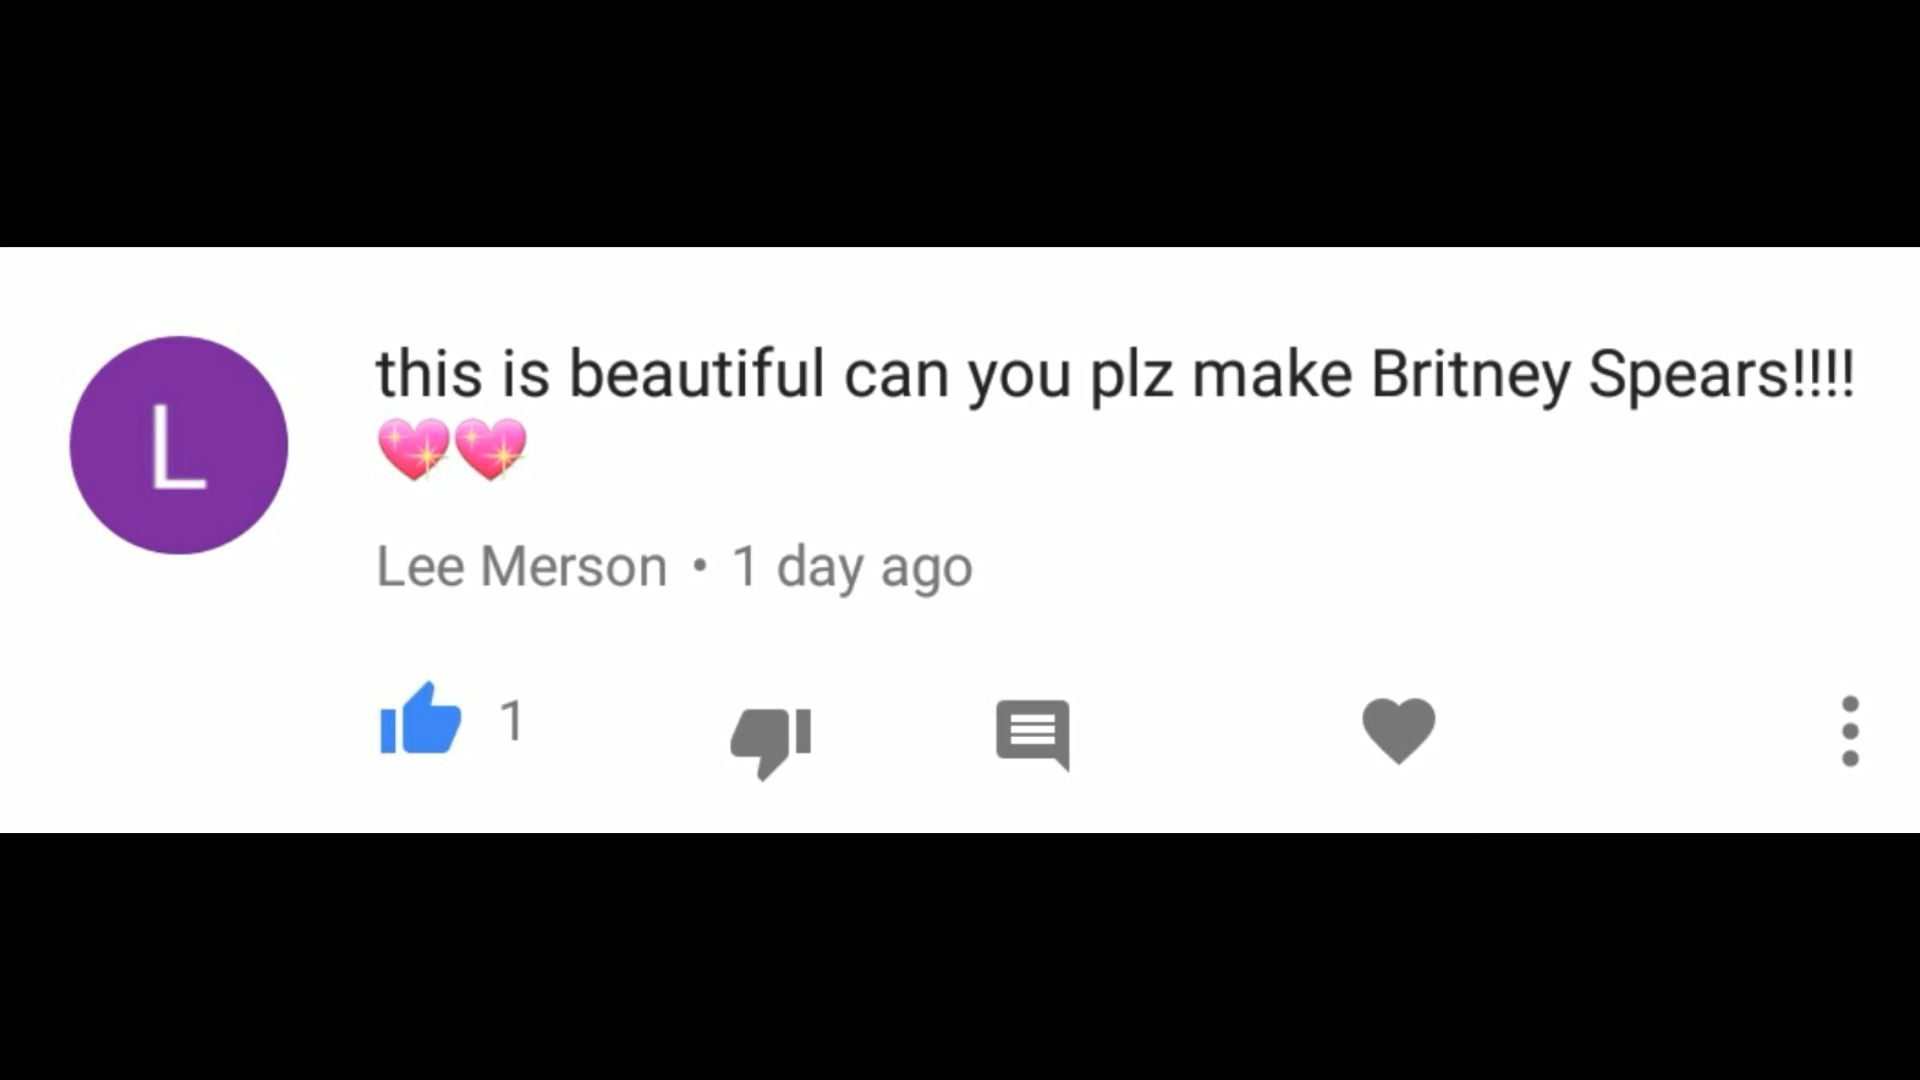 L
this is beautiful can you plz make Britney Spears!!!!
💖💖
Lee Merson • 1 day ago
1